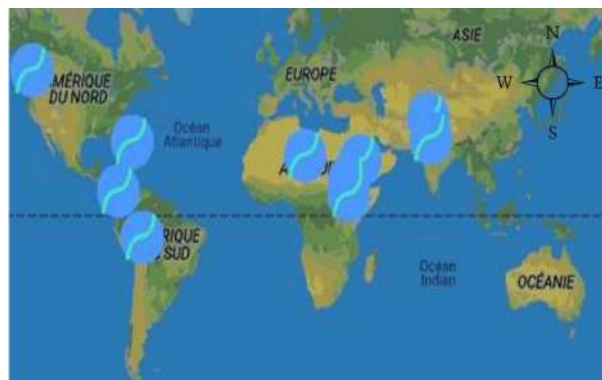 ASIE
N
W E
S
EUROPE
MÉRIQUE
DU NORD
Océan
Atlantique
RIQUE
SUD
Océan
Indian
OCÉANIE